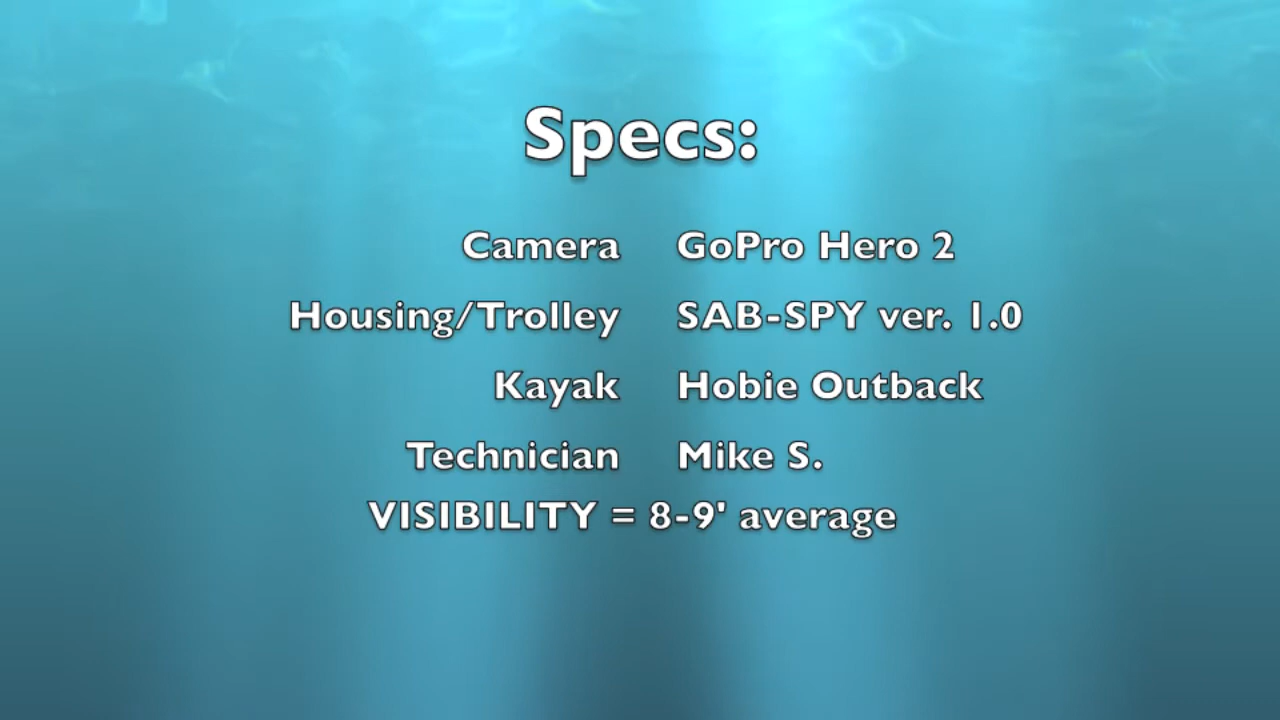 Specs:
Camera GoPro Hero 2
Housing/Trolley SAB-SPY ver. 1.0
Kayak Hobie Outback
Technician Mike S.
VISIBILITY = 8-9' average